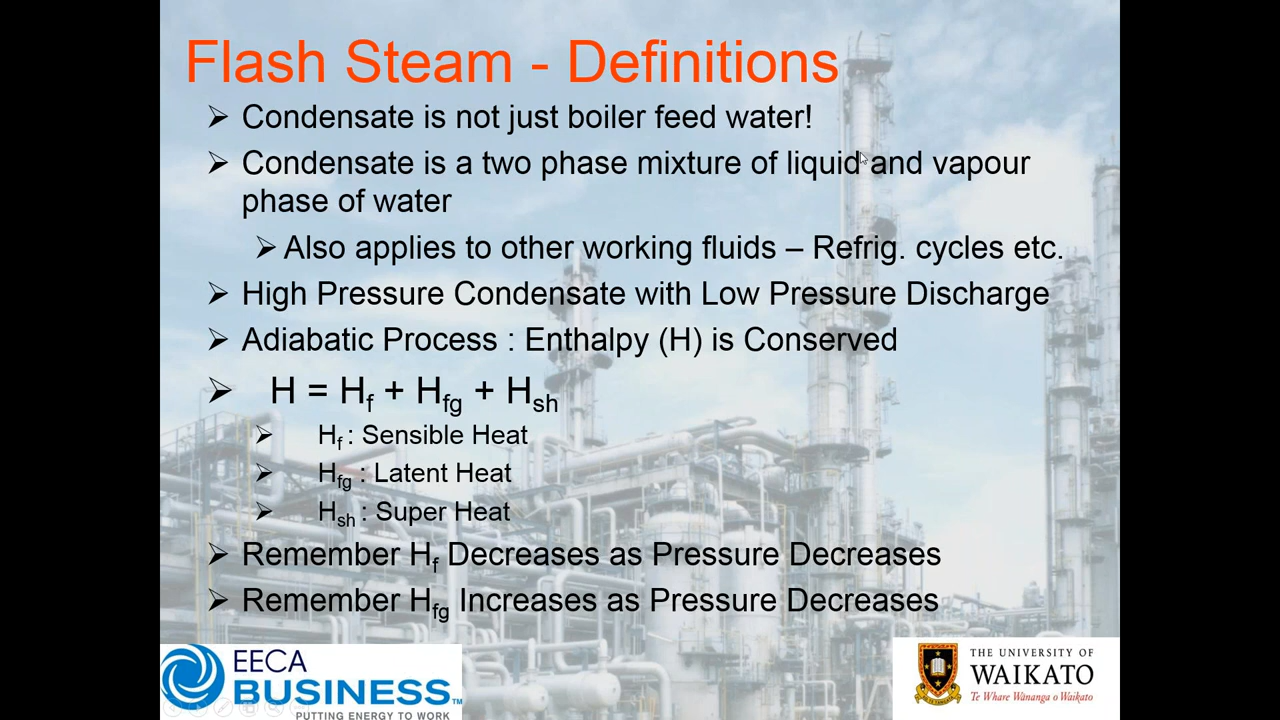 Flash Steam - Definitions
➢ Condensate is not just boiler feed water!
➢ Condensate is a two phase mixture of liquid and vapour
phase of water
➢ Also applies to other working fluids – Refrig. cycles etc.
➢ High Pressure Condensate with Low Pressure Discharge
➢ Adiabatic Process : Enthalpy (H) is Conserved
➢ H = Hf + Hfg + Hsh
➢ Hf : Sensible Heat
➢ Hfg : Latent Heat
➢ Hsh : Super Heat
➢ Remember Hf Decreases as Pressure Decreases
➢ Remember Hfg Increases as Pressure Decreases
EECA
BUSINESS™
PUTTING ENERGY TO WORK
THE UNIVERSITY OF
WAIKATO
Te Whare Wānanga o Waikato